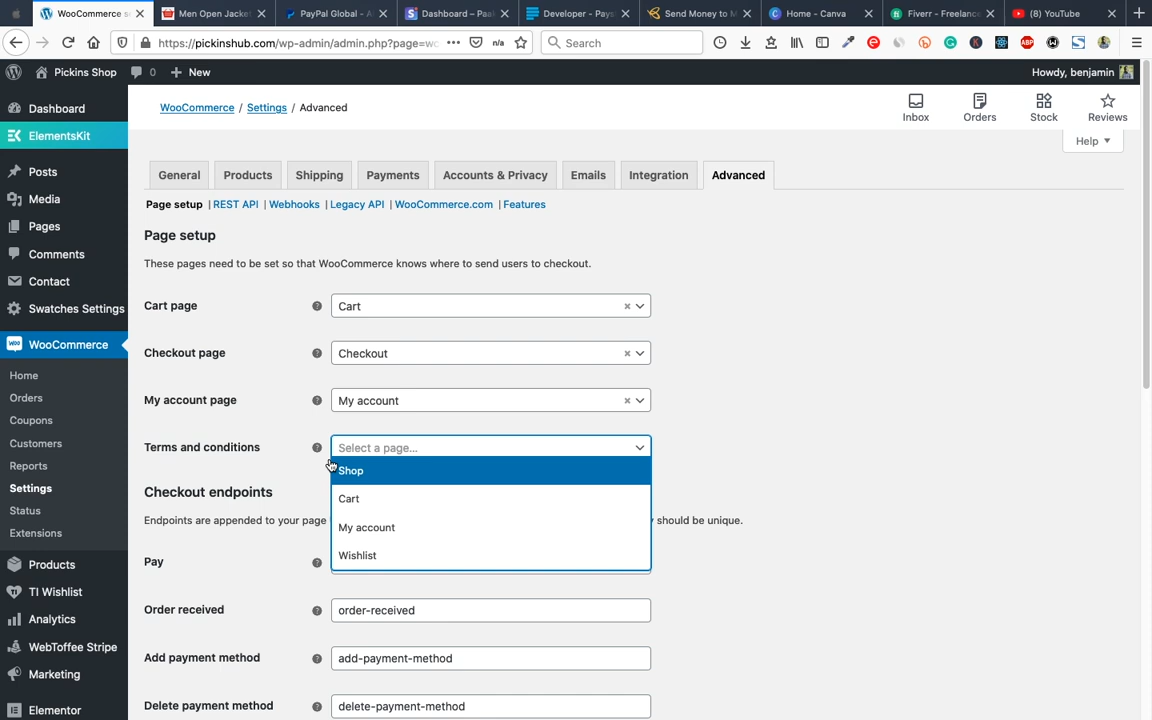 WooCommerce s
Men Open Jacke
PayPal Global - A
Dashboard – Paa
Developer - Pays
Send Money to M
Home - Canva
Fiverr - Freelance
(8) YouTube
https://pickinshub.com/wp-admin/admin.php?page=wc
Search
Pickins Shop
0
New
Howdy, benjamin
Dashboard
ElementsKit
Posts
Media
Pages
Comments
Contact
Swatches Settings
WooCommerce
Home
Orders
Coupons
Customers
Reports
Settings
Status
Extensions
Products
TI Wishlist
Analytics
WebToffee Stripe
Marketing
Elementor
WooCommerce / Settings / Advanced
Inbox
Orders
Stock
Reviews
Help
General
Products
Shipping
Payments
Accounts & Privacy
Emails
Integration
Advanced
Page setup | REST API | Webhooks | Legacy API | WooCommerce.com | Features
Page setup
These pages need to be set so that WooCommerce knows where to send users to checkout.
Cart page
Cart
Checkout page
Checkout
My account page
My account
Terms and conditions
Select a page...
Shop
Cart
My account
Wishlist
Checkout endpoints
Endpoints are appended to your page
should be unique.
Pay
Order received
order-received
Add payment method
add-payment-method
Delete payment method
delete-payment-method